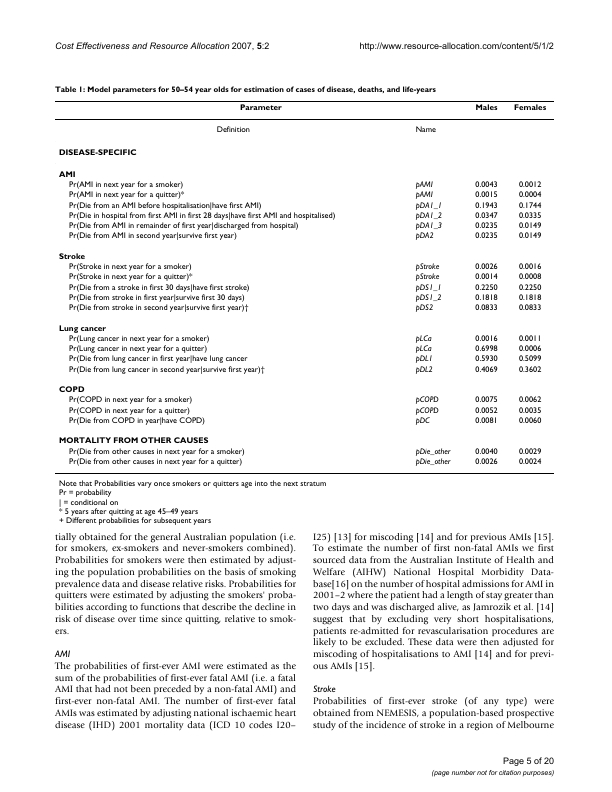 Cost Effectiveness and Resource Allocation 2007, 5:2 http://www.resource-allocation.com/content/5/1/2
Table 1: Model parameters for 50–54 year olds for estimation of cases of disease, deaths, and life-years
Parameter Males Females
Definition Name
DISEASE-SPECIFIC
AMI
Pr(AMI in next year for a smoker) pAMI 0.0043 0.0012
Pr(AMI in next year for a quitter)* pAMI 0.0015 0.0004
Pr(Die from an AMI before hospitalisation|have first AMI) pDA1_1 0.1943 0.1744
Pr(Die in hospital from first AMI in first 28 days|have first AMI and hospitalised) pDA1_2 0.0347 0.0335
Pr(Die from AMI in remainder of first year|discharged from hospital) pDA1_3 0.0235 0.0149
Pr(Die from AMI in second year|survive first year) pDA2 0.0235 0.0149
Stroke
Pr(Stroke in next year for a smoker) pStroke 0.0026 0.0016
Pr(Stroke in next year for a quitter)* pStroke 0.0014 0.0008
Pr(Die from a stroke in first 30 days|have first stroke) pDS1_1 0.2250 0.2250
Pr(Die from stroke in first year|survive first 30 days) pDS1_2 0.1818 0.1818
Pr(Die from stroke in second year|survive first year)† pDS2 0.0833 0.0833
Lung cancer
Pr(Lung cancer in next year for a smoker) pLCa 0.0016 0.0011
Pr(Lung cancer in next year for a quitter) pLCa 0.6998 0.0006
Pr(Die from lung cancer in first year|have lung cancer pDL1 0.5930 0.5099
Pr(Die from lung cancer in second year|survive first year)† pDL2 0.4069 0.3602
COPD
Pr(COPD in next year for a smoker) pCOPD 0.0075 0.0062
Pr(COPD in next year for a quitter) pCOPD 0.0052 0.0035
Pr(Die from COPD in year|have COPD) pDC 0.0081 0.0060
MORTALITY FROM OTHER CAUSES
Pr(Die from other causes in next year for a smoker) pDie_other 0.0040 0.0029
Pr(Die from other causes in next year for a quitter) pDie_other 0.0026 0.0024
Note that Probabilities vary once smokers or quitters age into the next stratum
Pr = probability
| = conditional on
* 5 years after quitting at age 45–49 years
+ Different probabilities for subsequent years
tially obtained for the general Australian population (i.e.
for smokers, ex-smokers and never-smokers combined).
Probabilities for smokers were then estimated by adjust-
ing the population probabilities on the basis of smoking
prevalence data and disease relative risks. Probabilities for
quitters were estimated by adjusting the smokers' proba-
bilities according to functions that describe the decline in
risk of disease over time since quitting, relative to smok-
ers.
AMI
The probabilities of first-ever AMI were estimated as the
sum of the probabilities of first-ever fatal AMI (i.e. a fatal
AMI that had not been preceded by a non-fatal AMI) and
first-ever non-fatal AMI. The number of first-ever fatal
AMIs was estimated by adjusting national ischaemic heart
disease (IHD) 2001 mortality data (ICD 10 codes I20–
I25) [13] for miscoding [14] and for previous AMIs [15].
To estimate the number of first non-fatal AMIs we first
sourced data from the Australian Institute of Health and
Welfare (AIHW) National Hospital Morbidity Data-
base[16] on the number of hospital admissions for AMI in
2001–2 where the patient had a length of stay greater than
two days and was discharged alive, as Jamrozik et al. [14]
suggest that by excluding very short hospitalisations,
patients re-admitted for revascularisation procedures are
likely to be excluded. These data were then adjusted for
miscoding of hospitalisations to AMI [14] and for previ-
ous AMIs [15].
Stroke
Probabilities of first-ever stroke (of any type) were
obtained from NEMESIS, a population-based prospective
study of the incidence of stroke in a region of Melbourne
Page 5 of 20
(page number not for citation purposes)